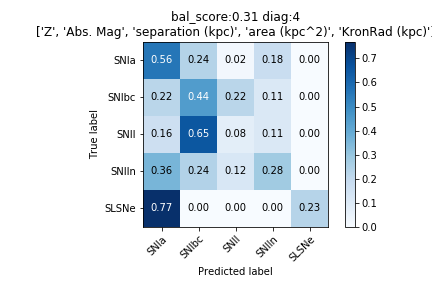 bal_score:0.31 diag:4
['Z', 'Abs. Mag', 'separation (kpc)', 'area (kpc^2)', 'KronRad (kpc)']
True label
SNIa 0.56 0.24 0.02 0.18 0.00
SNIbc 0.22 0.44 0.22 0.11 0.00
SNII 0.16 0.65 0.08 0.11 0.00
SNIIn 0.36 0.24 0.12 0.28 0.00
SLSNe 0.77 0.00 0.00 0.00 0.23
SNIa SNIbc SNII SNIIn SLSNe
Predicted label
0.7
0.6
0.5
0.4
0.3
0.2
0.1
0.0